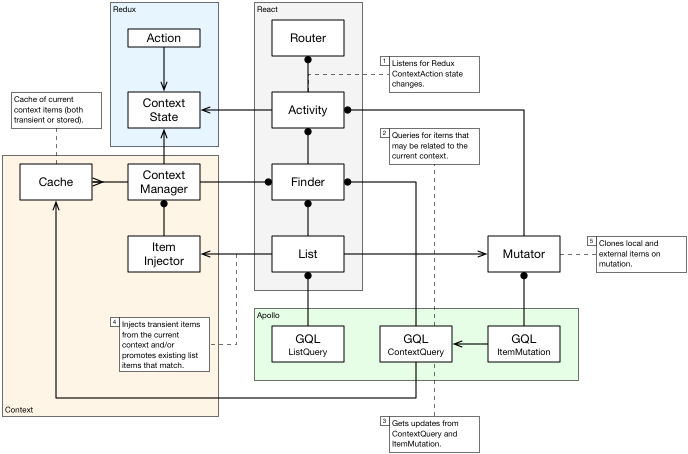 Redux
React
Action
Router
1 Listens for Redux
ContextAction state
changes.
Cache of current
context items (both
transient or stored).
Context
State
Activity
2 Queries for items that
may be related to the
current context.
Cache
Context
Manager
Finder
Item
Injector
List
Mutator
5 Clones local and
external items on
mutation.
Apollo
4 Injects transient items
from the current
context and/or
promotes existing list
items that match.
GQL
ListQuery
GQL
ContextQuery
GQL
ItemMutation
Context
3 Gets updates from
ContextQuery and
ItemMutation.